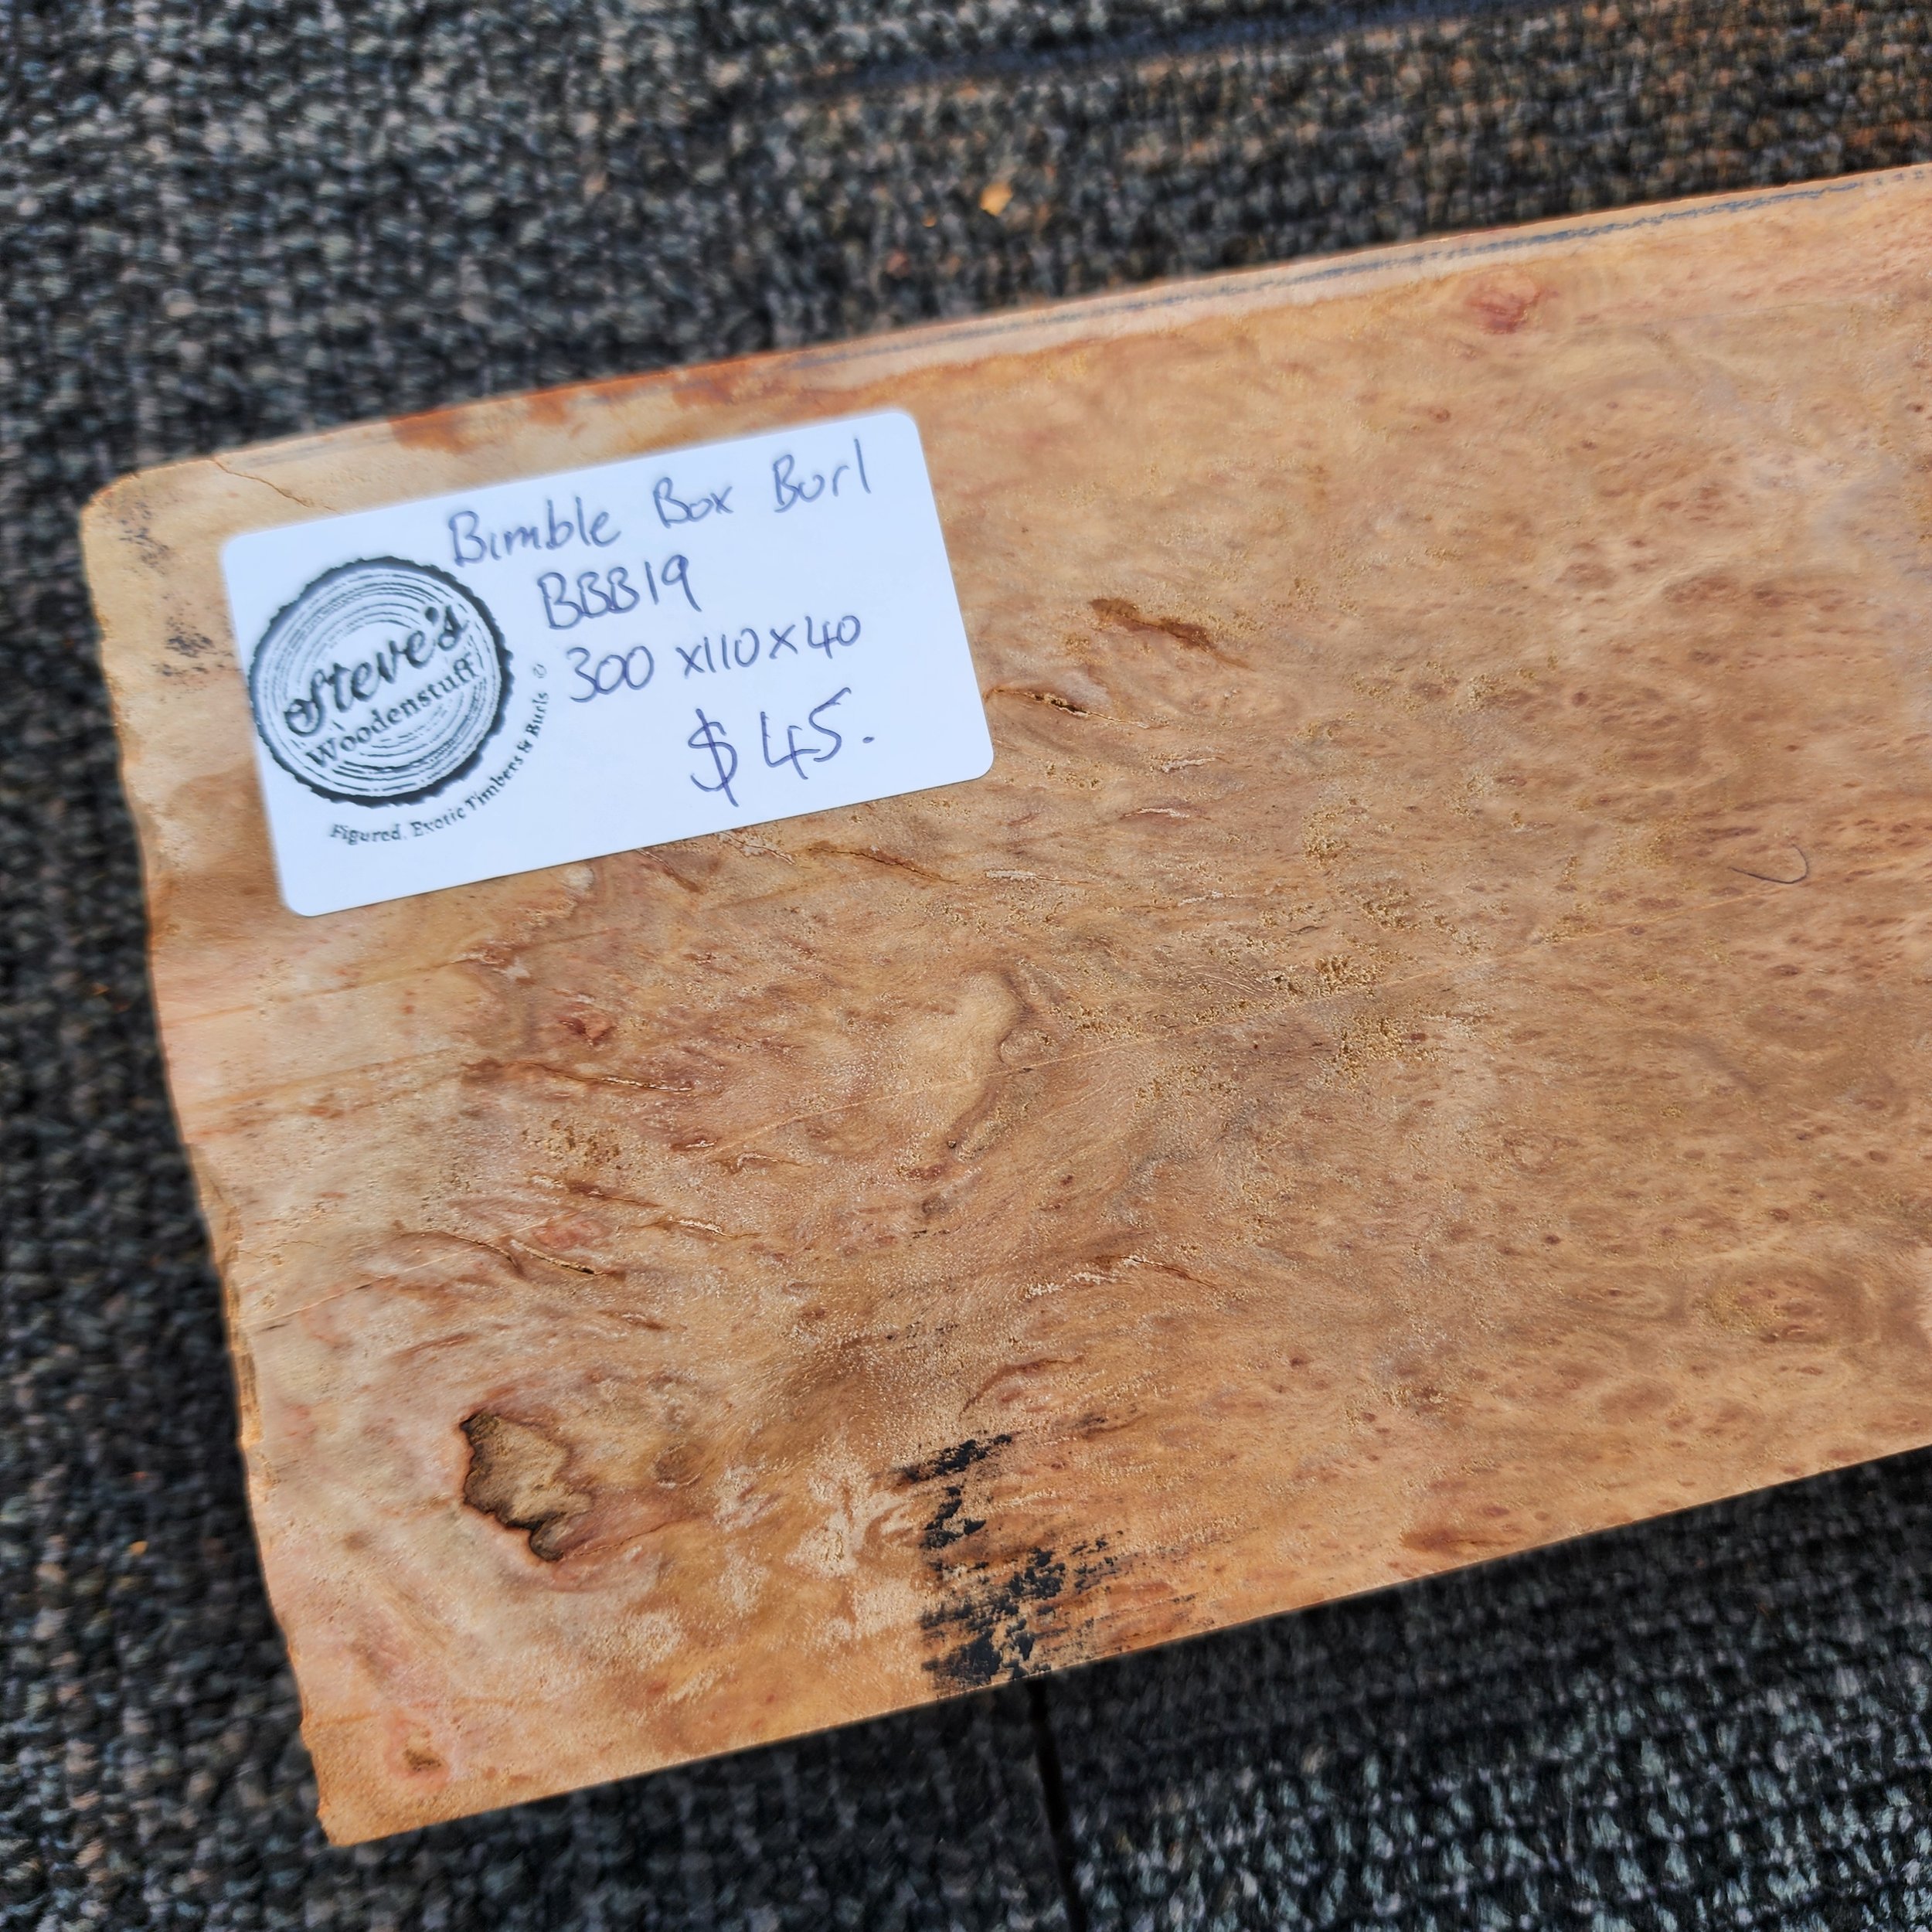 Bimble Box Burl
BBB19
300 x110x40
$45.
Steve's
Woodenstuff
Figured, Exotic Timbers & Burls
©